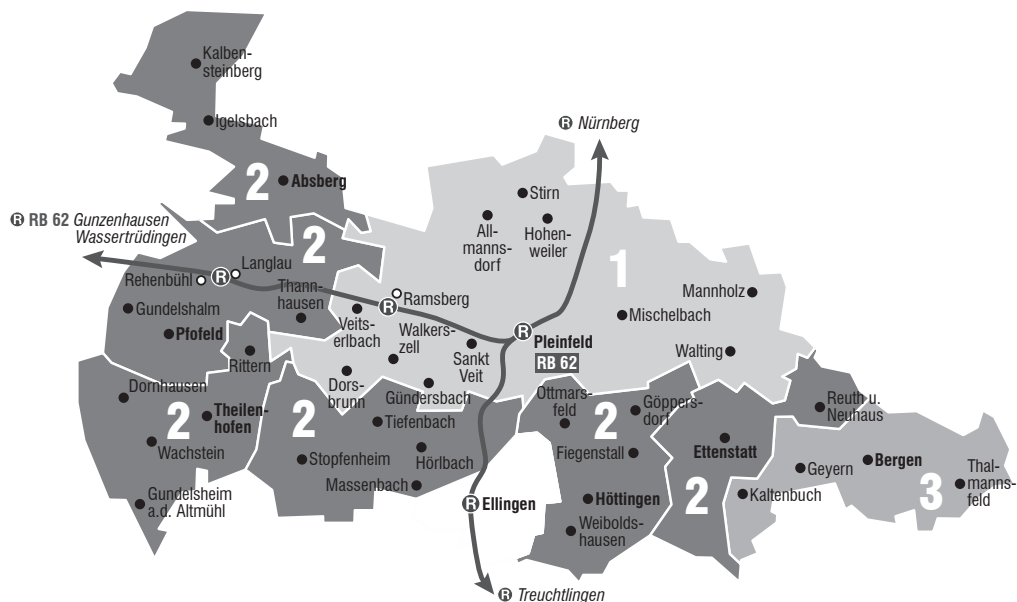 Kalben-
steinberg
Igelsbach
2
Absberg
R Nürnberg
R RB 62 Gunzenhausen
Wassertrüdingen
2
Stirn
All-
manns-
dorf
Hohen-
weiler
1
Langlau
R
Rehenbühl
Thann-
hausen
Ramsberg
R
Mannholz
Gundelshalm
Pfofeld
Veits-
erlbach
Walkers-
zell
Mischelbach
R
Pleinfeld
RB 62
Sankt
Veit
Walting
Rittern
Dornhausen
Dors-
brunn
Gündersbach
Ottmars-
feld
2
Göppers-
dorf
Reuth u.
Neuhaus
2
Theilen-
hofen
2
Tiefenbach
Wachstein
Stopfenheim
Hörlbach
Fiegenstall
Ettenstatt
Geyern
Bergen
Massenbach
Thal-
manns-
feld
Gundelsheim
a.d. Altmühl
R Ellingen
Höttingen
2
Kaltenbuch
3
Weibolds-
hausen
R Treuchtlingen